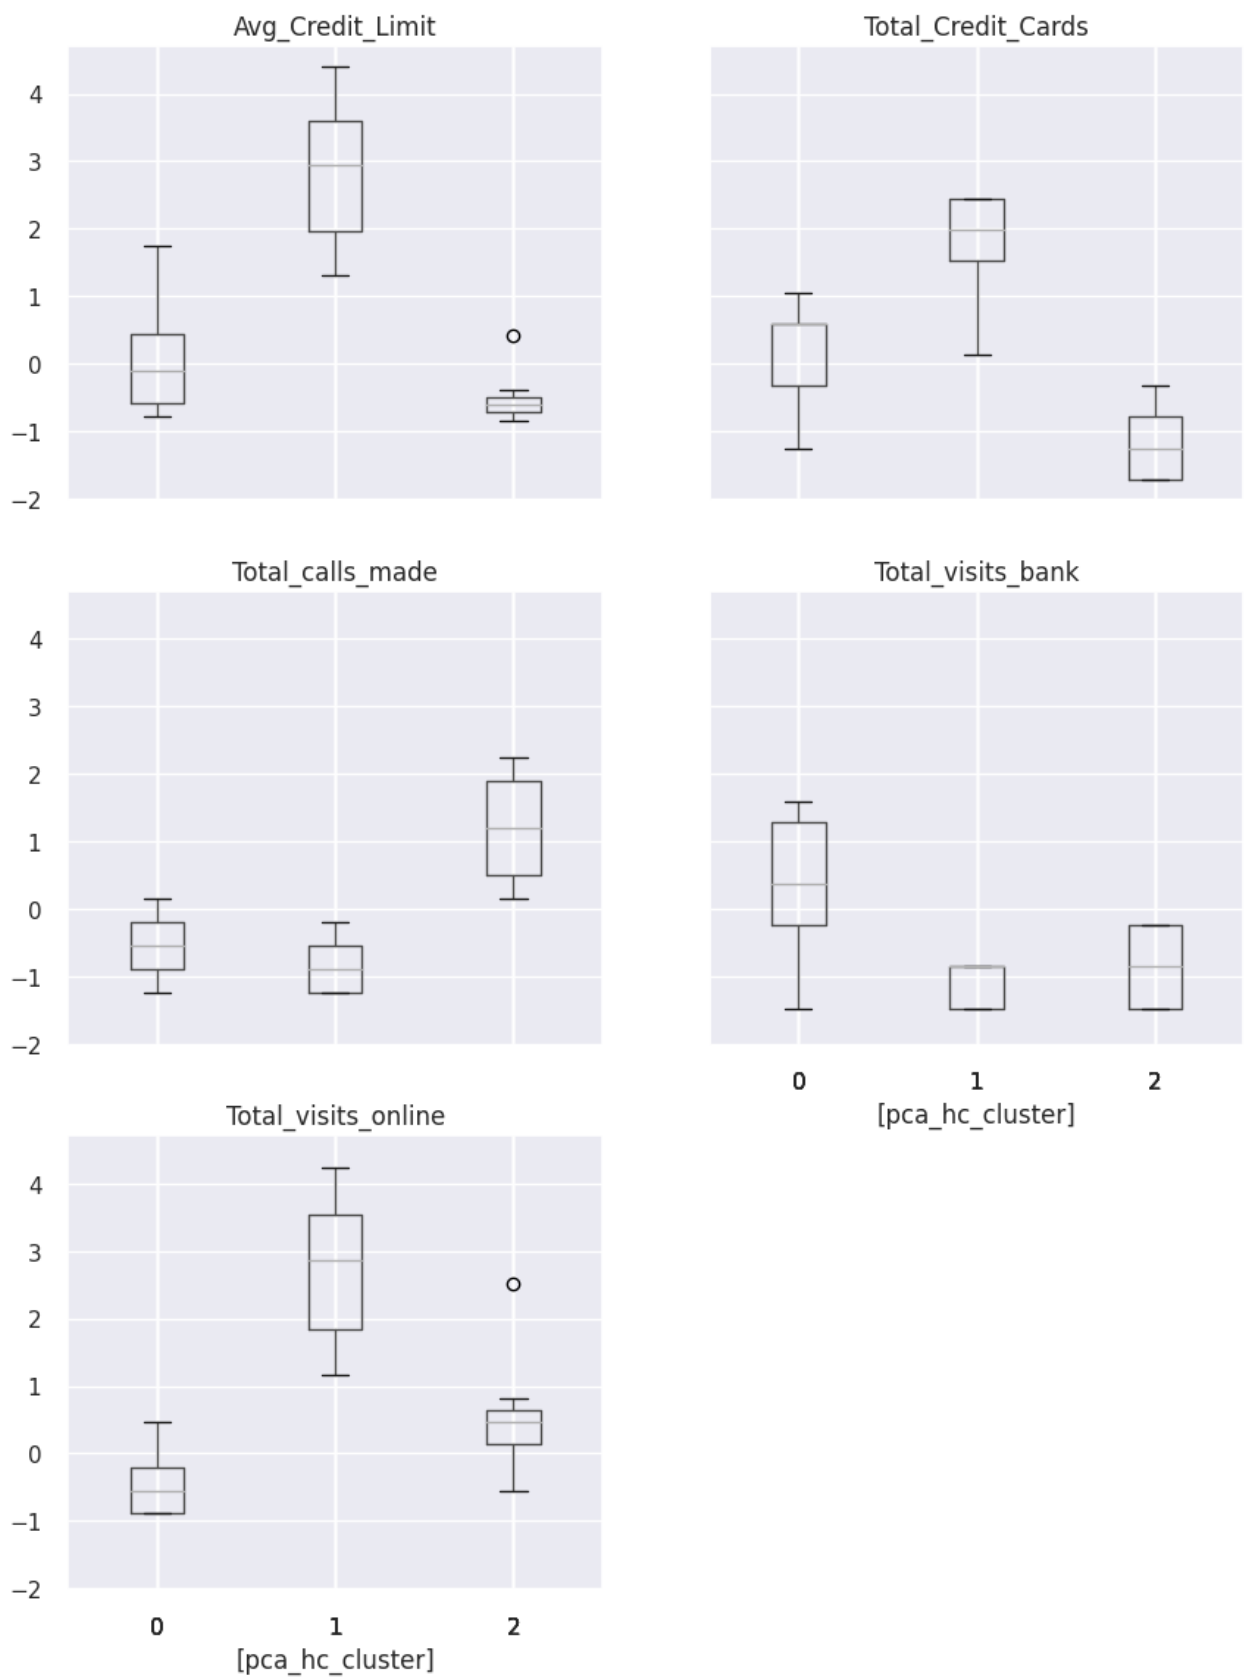 Avg_Credit_Limit
Total_Credit_Cards
4
3
2
1
0
−1
−2
Total_calls_made
Total_visits_bank
4
3
2
1
0
−1
−2
0 1 2
[pca_hc_cluster]
Total_visits_online
4
3
2
1
0
−1
−2
0 1 2
[pca_hc_cluster]